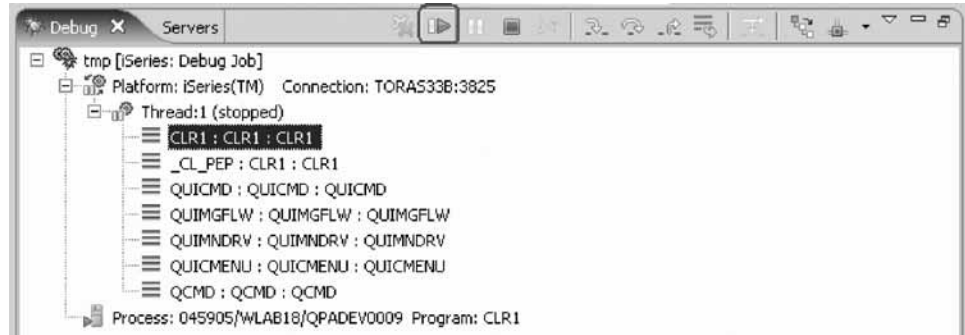 Debug Servers
tmp [iSeries: Debug Job]
Platform: iSeries(TM) Connection: TORAS33B:3825
Thread:1 (stopped)
CLR1 : CLR1 : CLR1
_CL_PEP : CLR1 : CLR1
QUICMD : QUICMD : QUICMD
QUIMGFLW : QUIMGFLW : QUIMGFLW
QUIMNDRV : QUIMNDRV : QUIMNDRV
QUICMENU : QUICMENU : QUICMENU
QCMD : QCMD : QCMD
Process: 045905/WLAB18/QPADEV0009 Program: CLR1